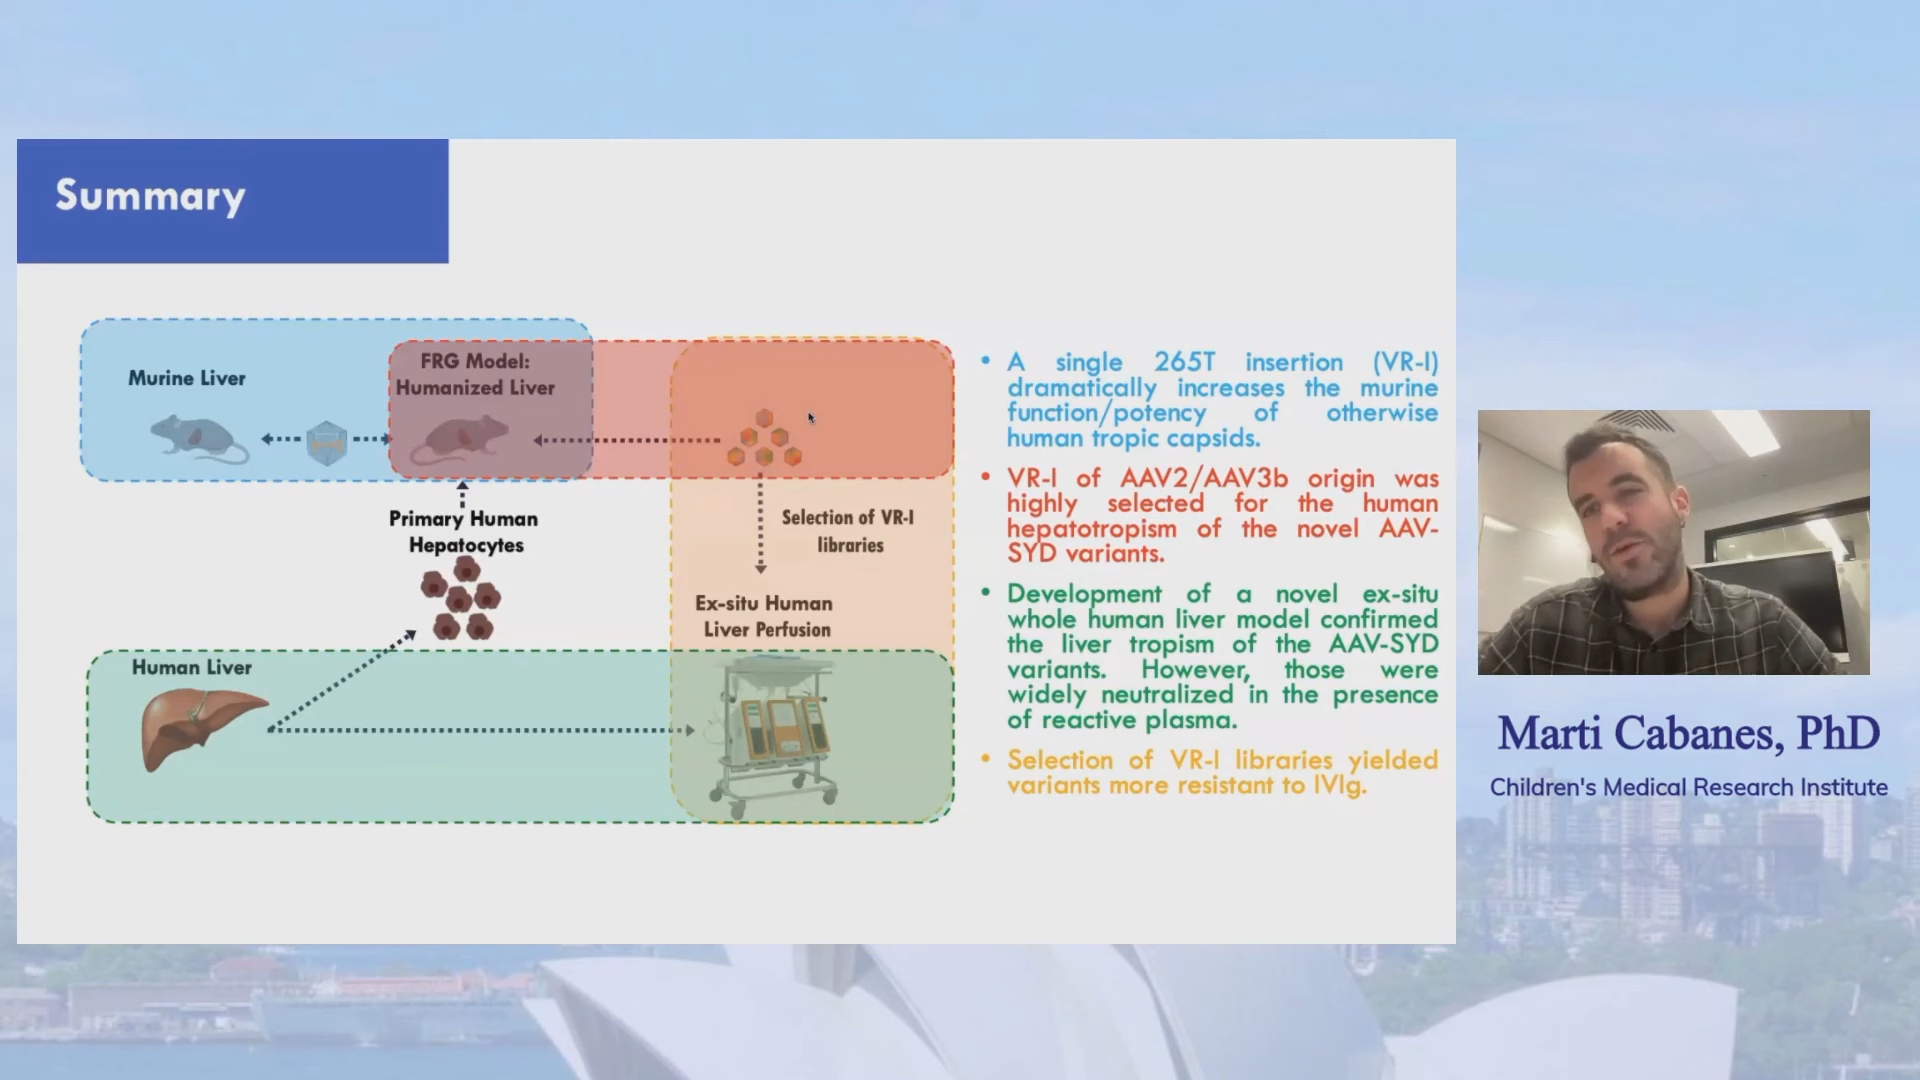 Summary
Murine Liver
FRG Model:
Humanized Liver
Primary Human
Hepatocytes
Selection of VR-I
libraries
Ex-situ Human
Liver Perfusion
Human Liver
• A single 265T insertion (VR-I)
dramatically increases the murine
function/potency of otherwise
human tropic capsids.
• VR-I of AAV2/AAV3b origin was
highly selected for the human
hepatotropism of the novel AAV-
SYD variants.
• Development of a novel ex-situ
whole human liver model confirmed
the liver tropism of the AAV-SYD
variants. However, those were
widely neutralized in the presence
of reactive plasma.
• Selection of VR-I libraries yielded
variants more resistant to IVIg.
Marti Cabanes, PhD
Children's Medical Research Institute